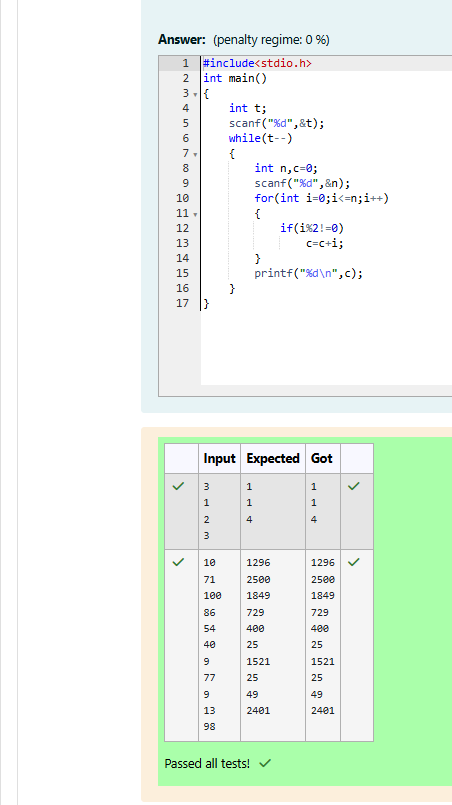 Answer: (penalty regime: 0 %)
1 #include<stdio.h>
2 int main()
3 {
4     int t;
5     scanf("%d",&t);
6     while(t--)
7     {
8         int n,c=0;
9         scanf("%d",&n);
10         for(int i=0;i<=n;i++)
11         {
12             if(i%2!=0)
13                 c=c+i;
14         }
15         printf("%d\n",c);
16     }
17 }
Input Expected Got
3 1 1
1 1 1
2 4 4
3
10 1296 1296
71 2500 2500
100 1849 1849
86 729 729
54 400 400
40 25 25
9 1521 1521
77 25 25
9 49 49
13 2401 2401
98
Passed all tests!